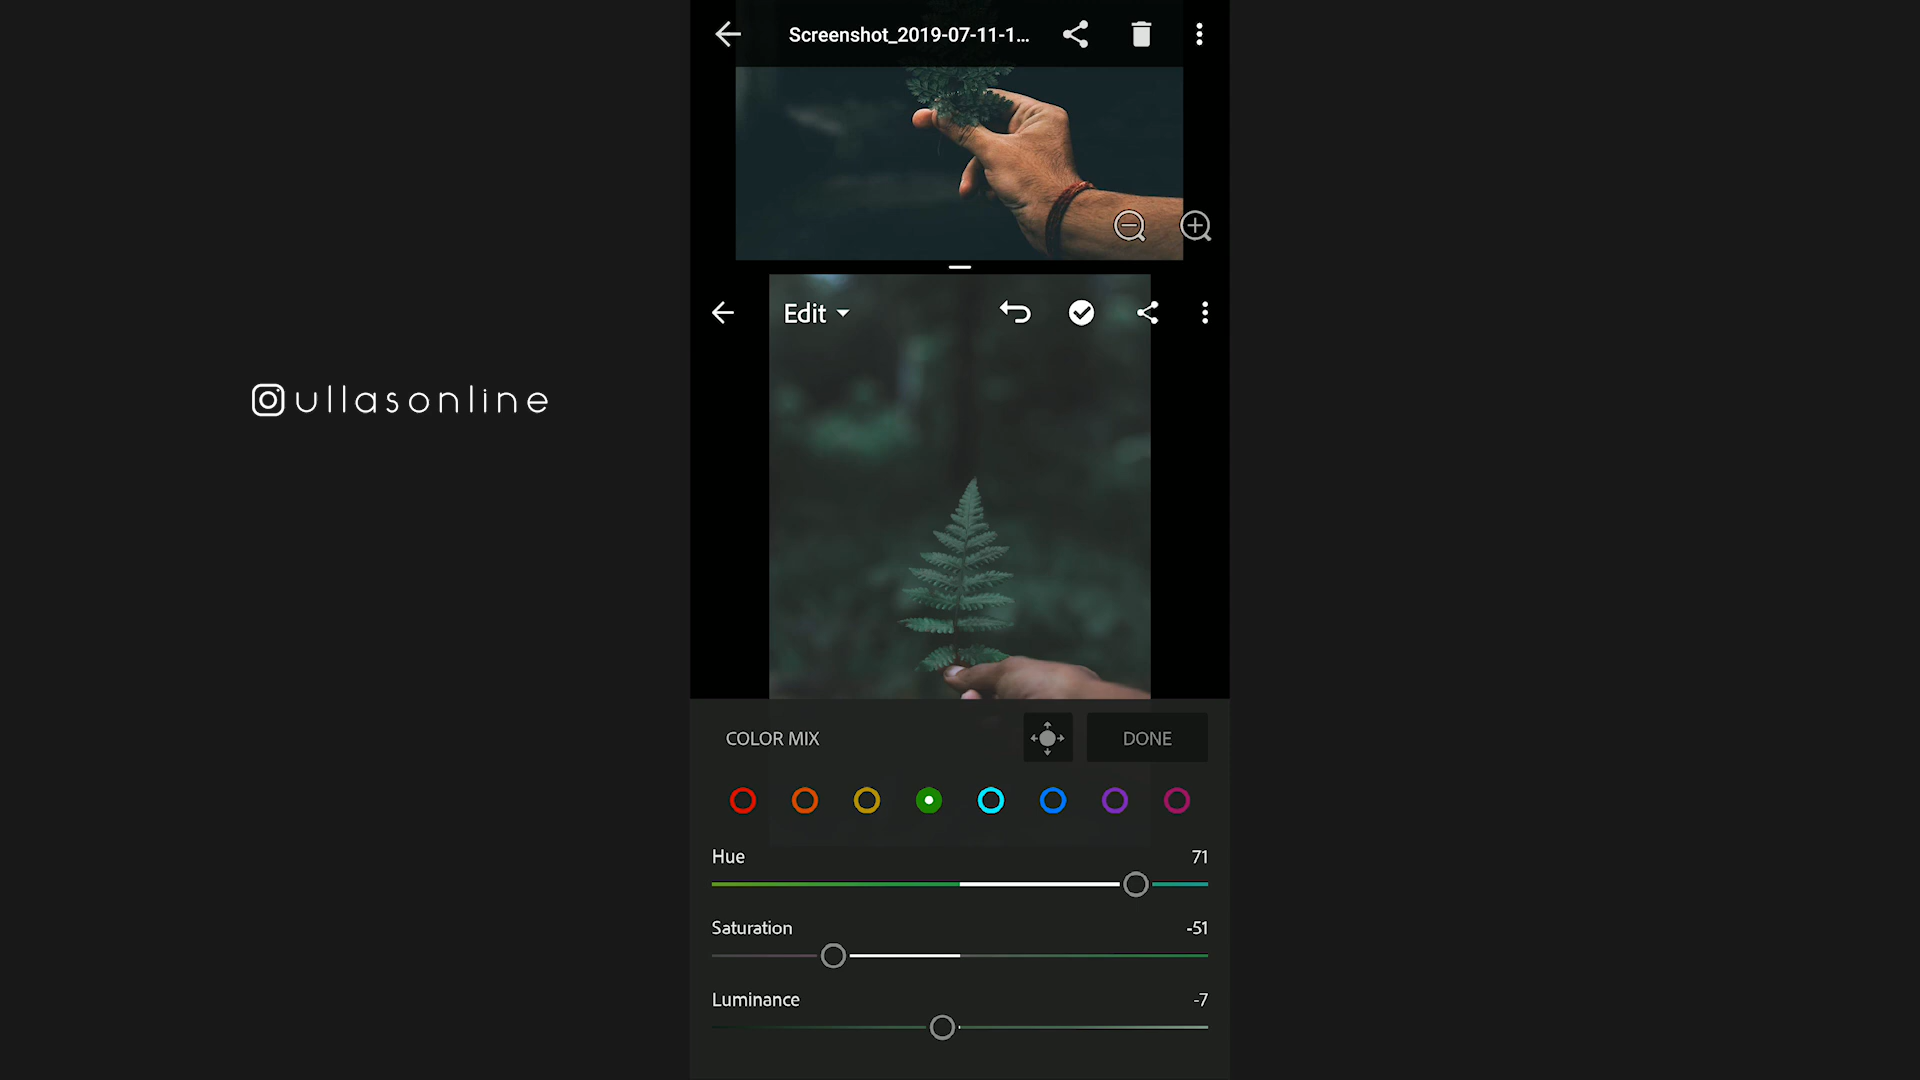 Screenshot_2019-07-11-1...
Edit
ullasonline
COLOR MIX
DONE
Hue
71
Saturation
-51
Luminance
-7